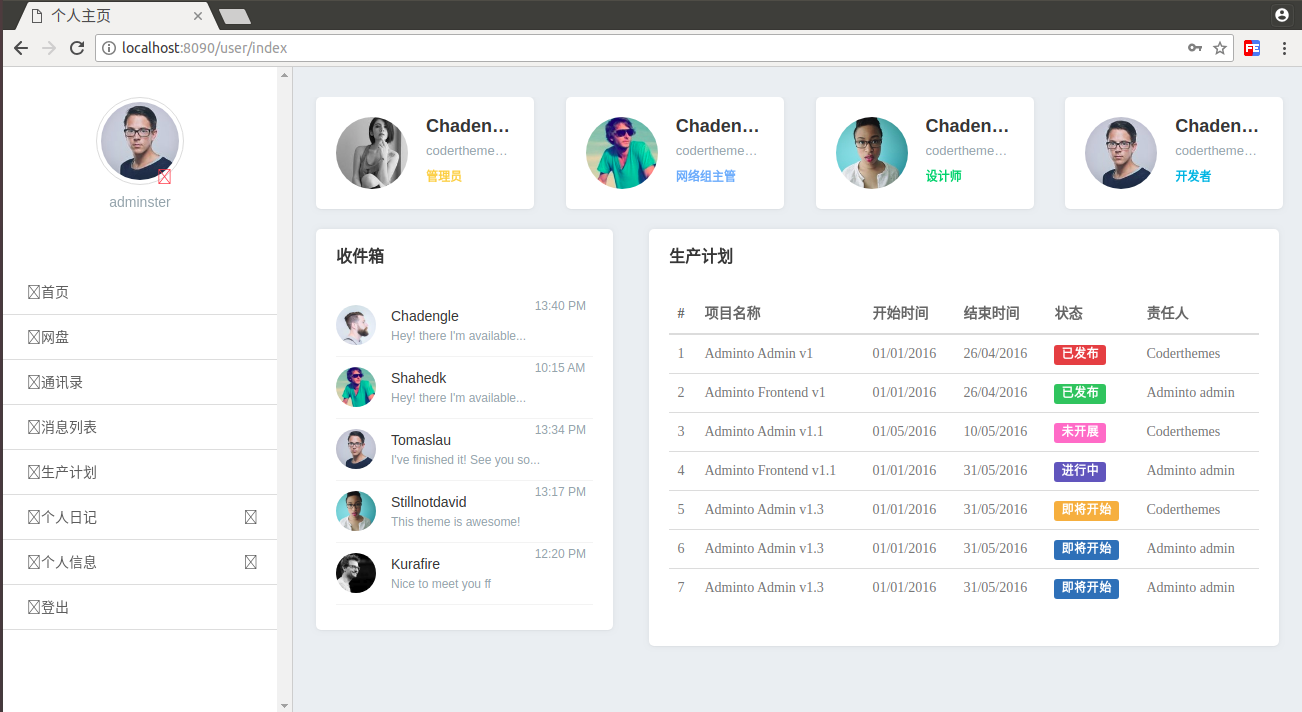 个人主页
localhost:8090/user/index
adminster
首页
网盘
通讯录
消息列表
生产计划
个人日记
个人信息
登出
Chaden…
codertheme…
管理员
Chaden…
codertheme…
网络组主管
Chaden…
codertheme…
设计师
Chaden…
codertheme…
开发者
收件箱
Chadengle 13:40 PM
Hey! there I'm available...
Shahedk 10:15 AM
Hey! there I'm available...
Tomaslau 13:34 PM
I've finished it! See you so...
Stillnotdavid 13:17 PM
This theme is awesome!
Kurafire 12:20 PM
Nice to meet you ff
生产计划
# 项目名称 开始时间 结束时间 状态 责任人
1 Adminto Admin v1 01/01/2016 26/04/2016 已发布 Coderthemes
2 Adminto Frontend v1 01/01/2016 26/04/2016 已发布 Adminto admin
3 Adminto Admin v1.1 01/05/2016 10/05/2016 未开展 Coderthemes
4 Adminto Frontend v1.1 01/01/2016 31/05/2016 进行中 Adminto admin
5 Adminto Admin v1.3 01/01/2016 31/05/2016 即将开始 Coderthemes
6 Adminto Admin v1.3 01/01/2016 31/05/2016 即将开始 Adminto admin
7 Adminto Admin v1.3 01/01/2016 31/05/2016 即将开始 Adminto admin